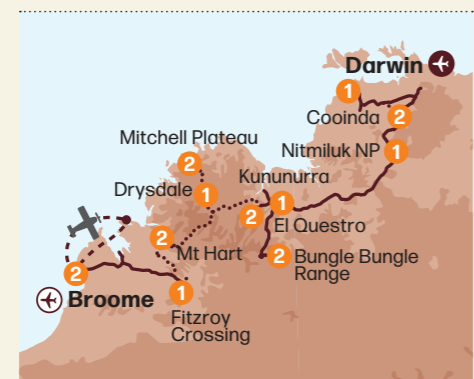 Darwin
1
Cooinda
2
Nitmiluk NP
1
Mitchell Plateau
2
Kununurra
Drysdale
1
2
1
El Questro
2
Mt Hart
2
Bungle Bungle
Range
2
Broome
1
Fitzroy
Crossing